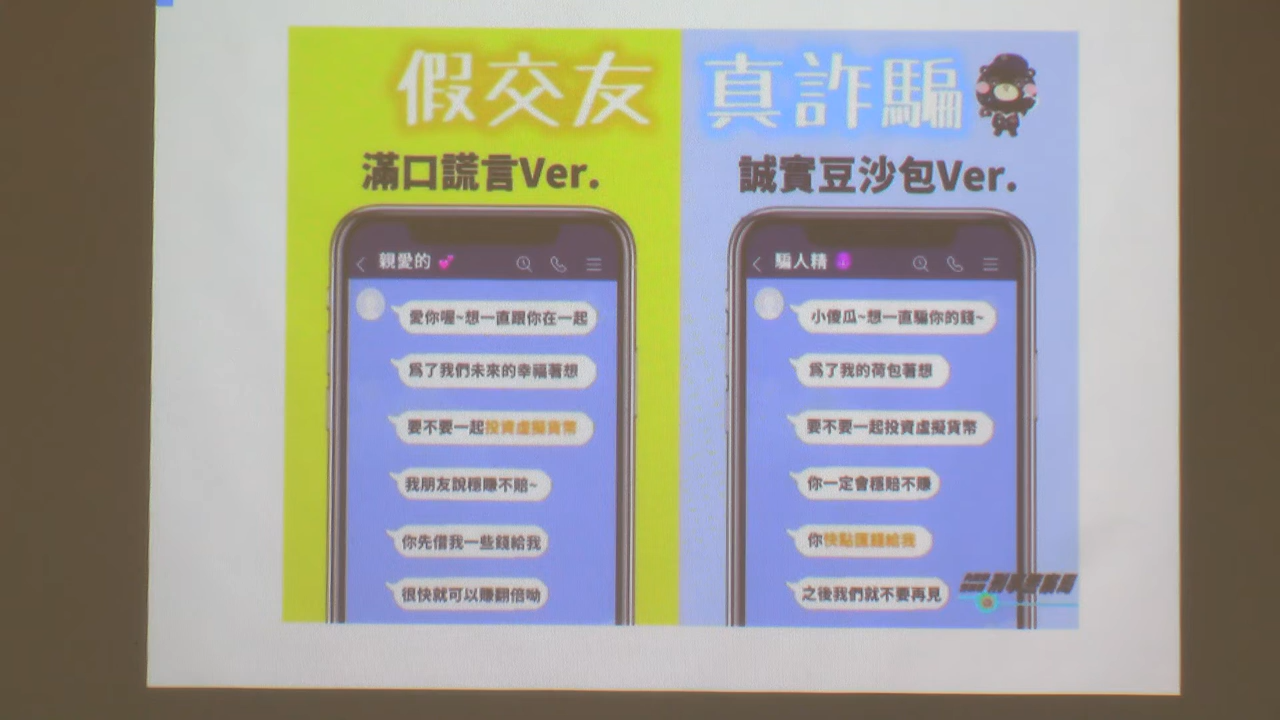 假交友
滿口謊言Ver.
親愛的
愛你喔~想一直跟你在一起
為了我們未來的幸福著想
要不要一起投資虛擬貨幣
我朋友說穩賺不賠~
你先借我一些錢給我
很快就可以賺翻倍呦
真詐騙
誠實豆沙包Ver.
騙人精
小傻瓜~想一直騙你的錢~
為了我的荷包著想
要不要一起投資虛擬貨幣
你一定會穩賠不賺
你快點匯錢給我
之後我們就不要再見
刑事警察局